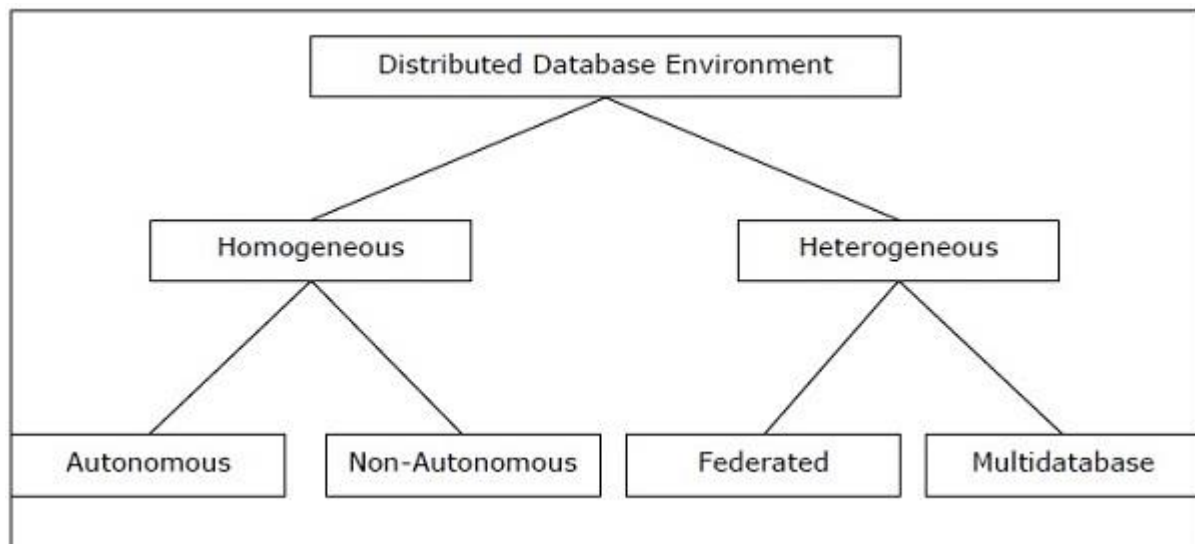 Distributed Database Environment
Homogeneous
Heterogeneous
Autonomous
Non-Autonomous
Federated
Multidatabase